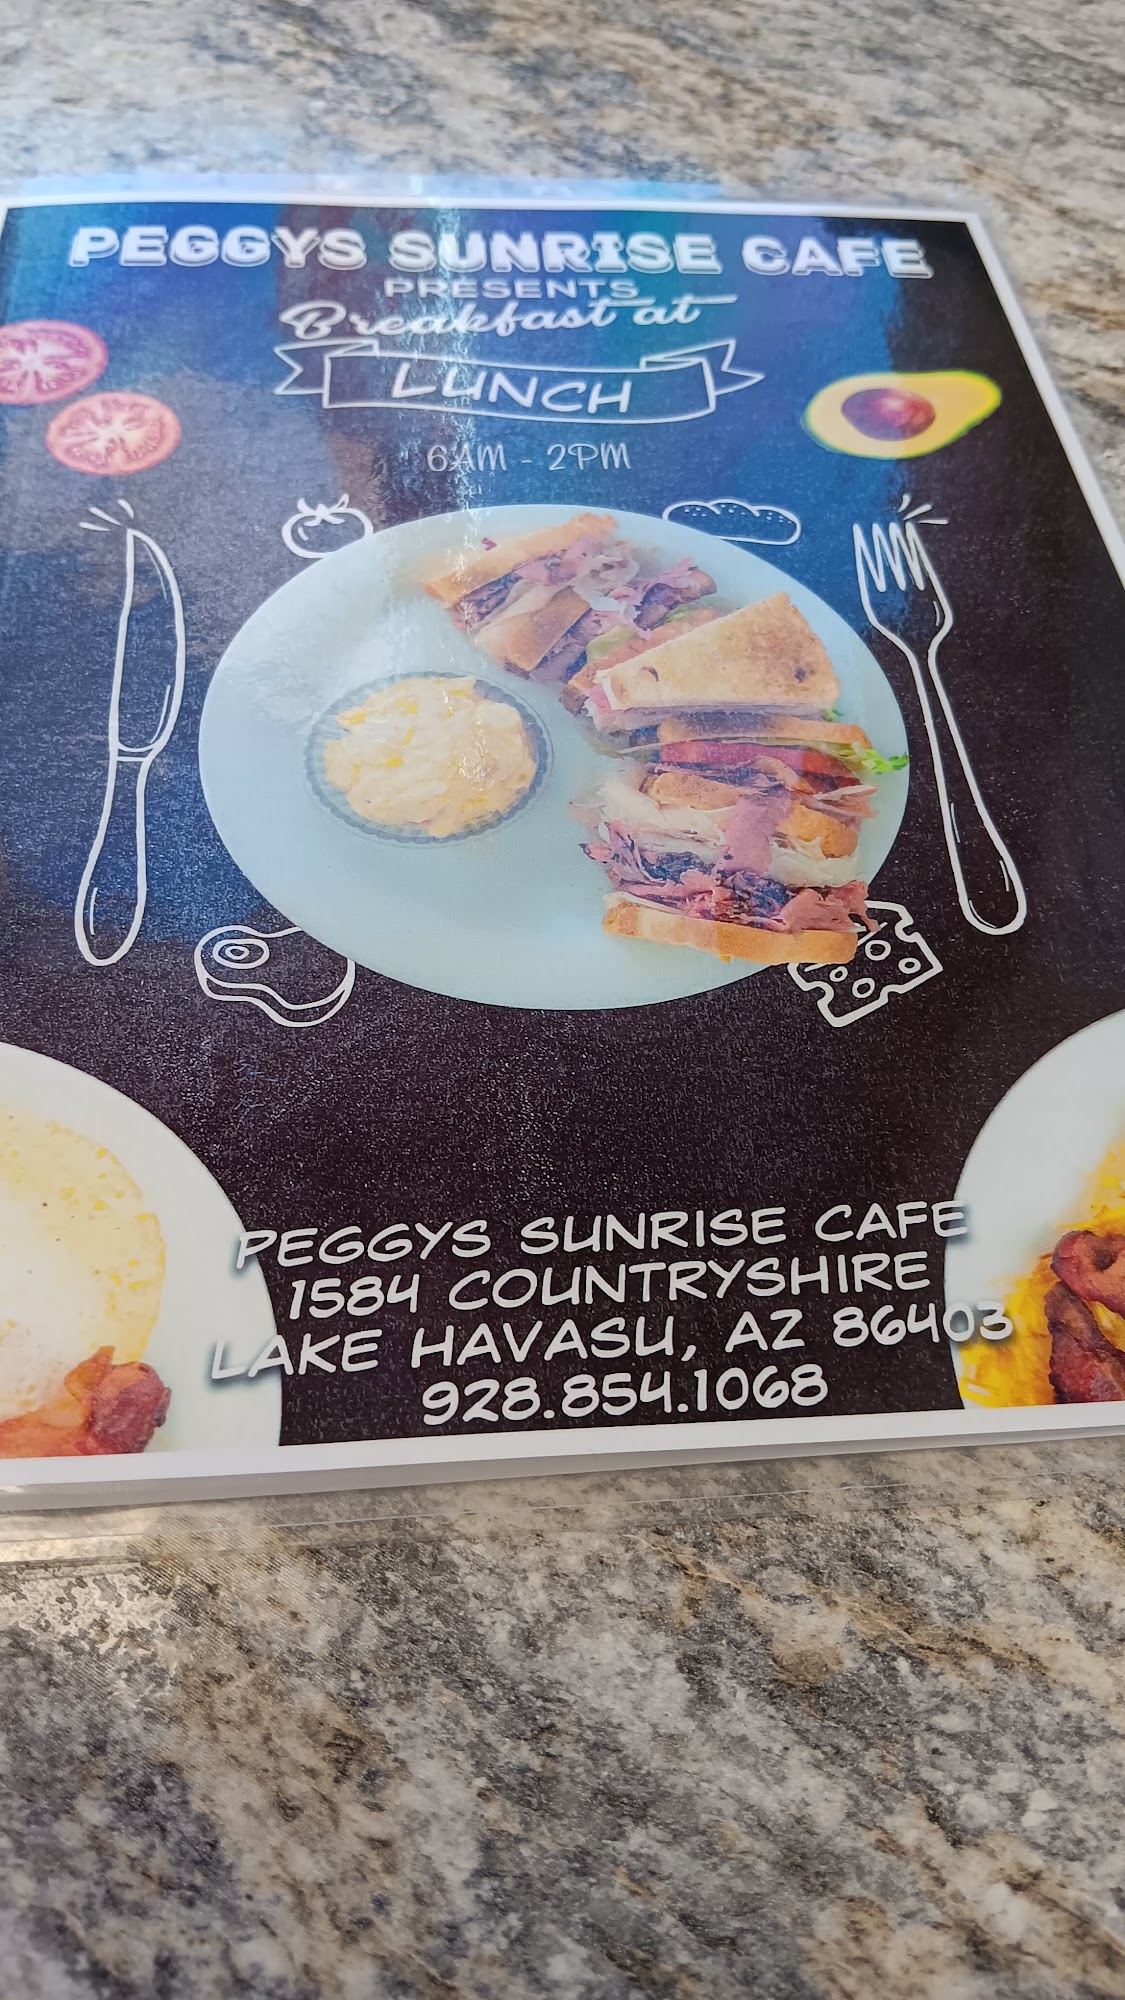 PEGGYS SUNRISE CAFE
PRESENTS
Breakfast at
LUNCH
6AM - 2PM
PEGGYS SUNRISE CAFE
1584 COUNTRYSHIRE
LAKE HAVASU, AZ 86403
928.854.1068